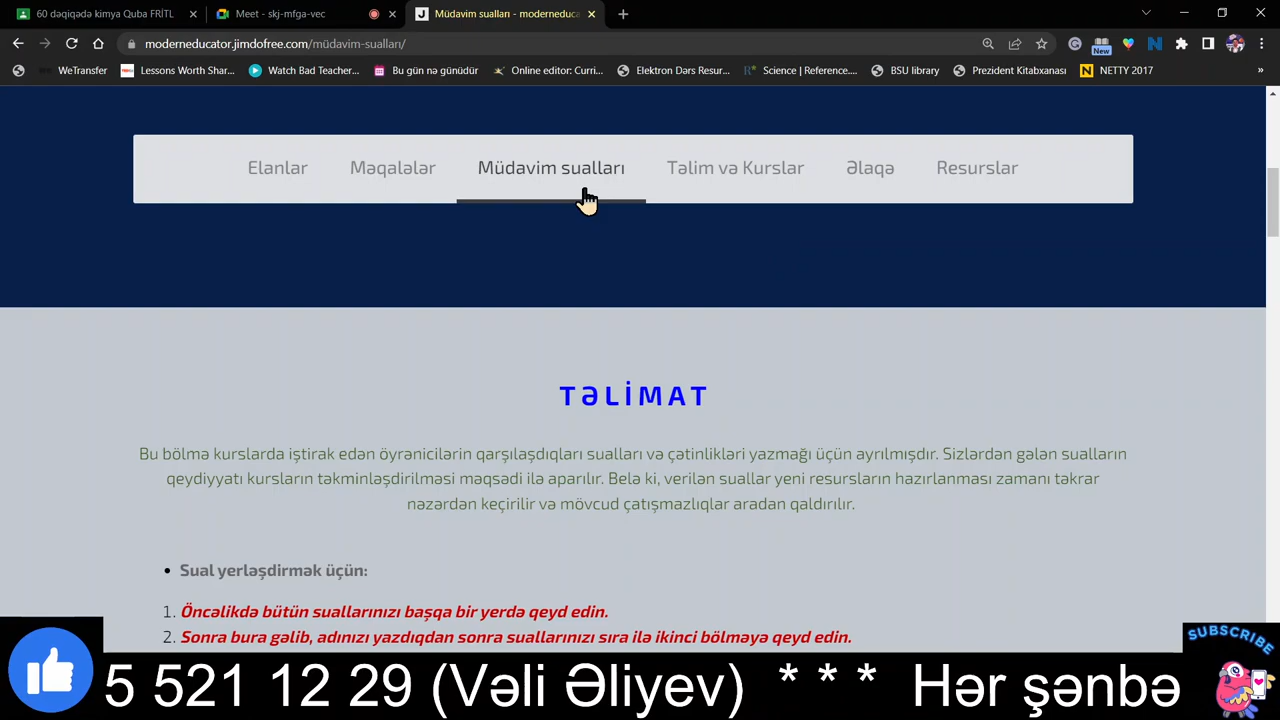 60 dəqiqədə kimya Quba FRİTL
Meet - skj-mfga-vec
Müdavim sualları - moderneduca
moderneducator.jimdofree.com/müdavim-sualları/
New
WeTransfer
Lessons Worth Shar...
Watch Bad Teacher...
Bu gün nə günüdür
Online editor: Curri...
Elektron Dərs Resur...
Science | Reference....
BSU library
Prezident Kitabxanası
NETTY 2017
Elanlar
Məqalələr
Müdavim sualları
Təlim və Kurslar
Əlaqə
Resurslar
TƏLİMAT
Bu bölmə kurslarda iştirak edən öyrənicilərin qarşılaşdıqları sualları və çətinlikləri yazmağı üçün ayrılmışdır. Sizlərdən gələn sualların
qeydiyyatı kursların təkminləşdirilməsi məqsədi ilə aparılır. Belə ki, verilən suallar yeni resursların hazırlanması zamanı təkrar
nəzərdən keçirilir və mövcud çatışmazlıqlar aradan qaldırılır.
• Sual yerləşdirmək üçün:
1. Öncəlikdə bütün suallarınızı başqa bir yerdə qeyd edin.
2. Sonra bura gəlib, adınızı yazdıqdan sonra suallarınızı sıra ilə ikinci bölməyə qeyd edin.
SUBSCRIBE
5 521 12 29 (Vəli Əliyev) * * * Hər şənbə